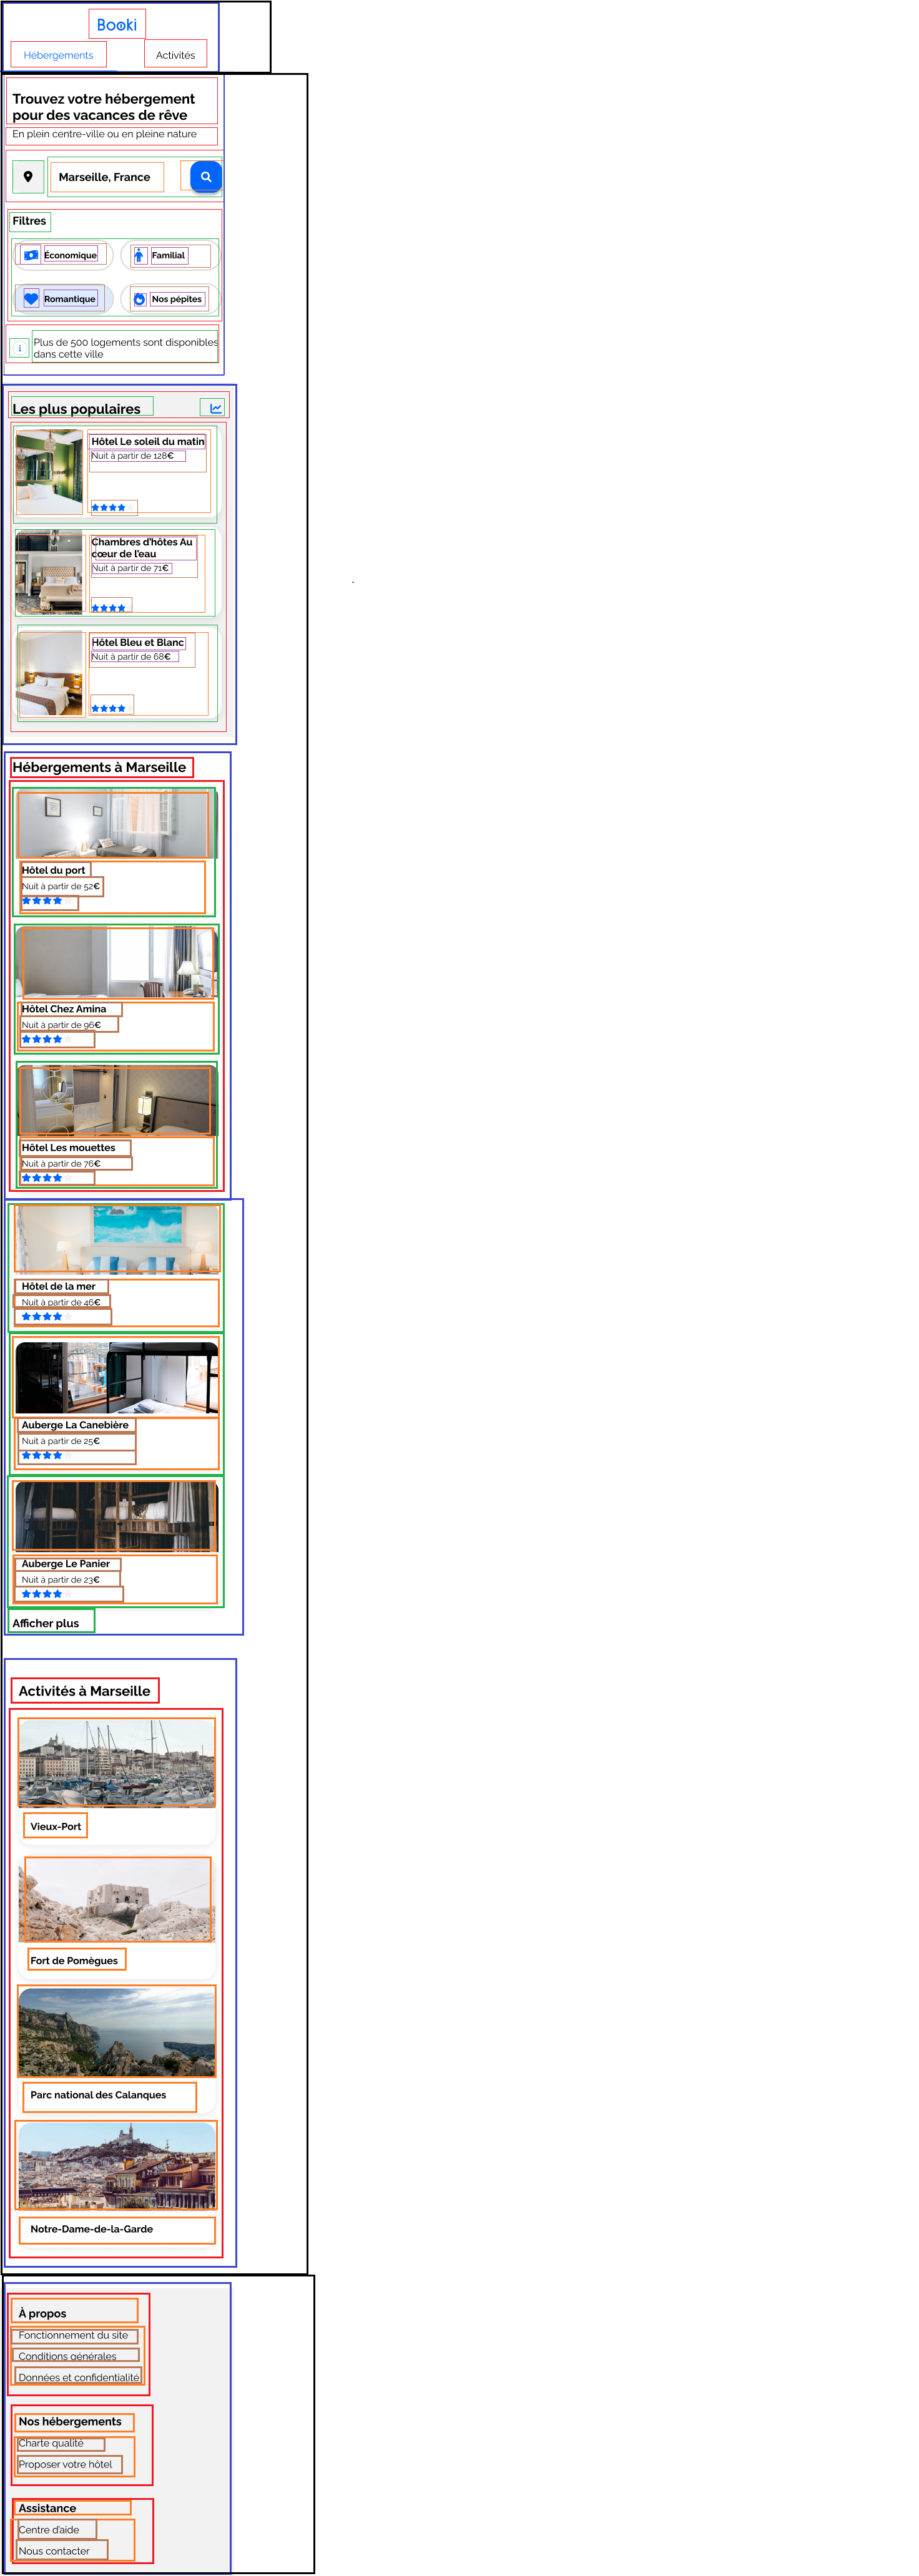 Booki
Hébergements
Activités
Trouvez votre hébergement
pour des vacances de rêve
En plein centre-ville ou en pleine nature
Marseille, France
Filtres
Économique
Familial
Romantique
Nos pépites
Plus de 500 logements sont disponibles
dans cette ville
Les plus populaires
Hôtel Le soleil du matin
Nuit à partir de 128€
Chambres d'hôtes Au
cœur de l'eau
Nuit à partir de 71€
Hôtel Bleu et Blanc
Nuit à partir de 68€
Hébergements à Marseille
Hôtel du port
Nuit à partir de 52€
Hôtel Chez Amina
Nuit à partir de 96€
Hôtel Les mouettes
Nuit à partir de 76€
Hôtel de la mer
Nuit à partir de 46€
Auberge La Canebière
Nuit à partir de 25€
Auberge Le Panier
Nuit à partir de 23€
Afficher plus
Activités à Marseille
Vieux-Port
Fort de Pomègues
Parc national des Calanques
Notre-Dame-de-la-Garde
À propos
Fonctionnement du site
Conditions générales
Données et confidentialité
Nos hébergements
Charte qualité
Proposer votre hôtel
Assistance
Centre d'aide
Nous contacter